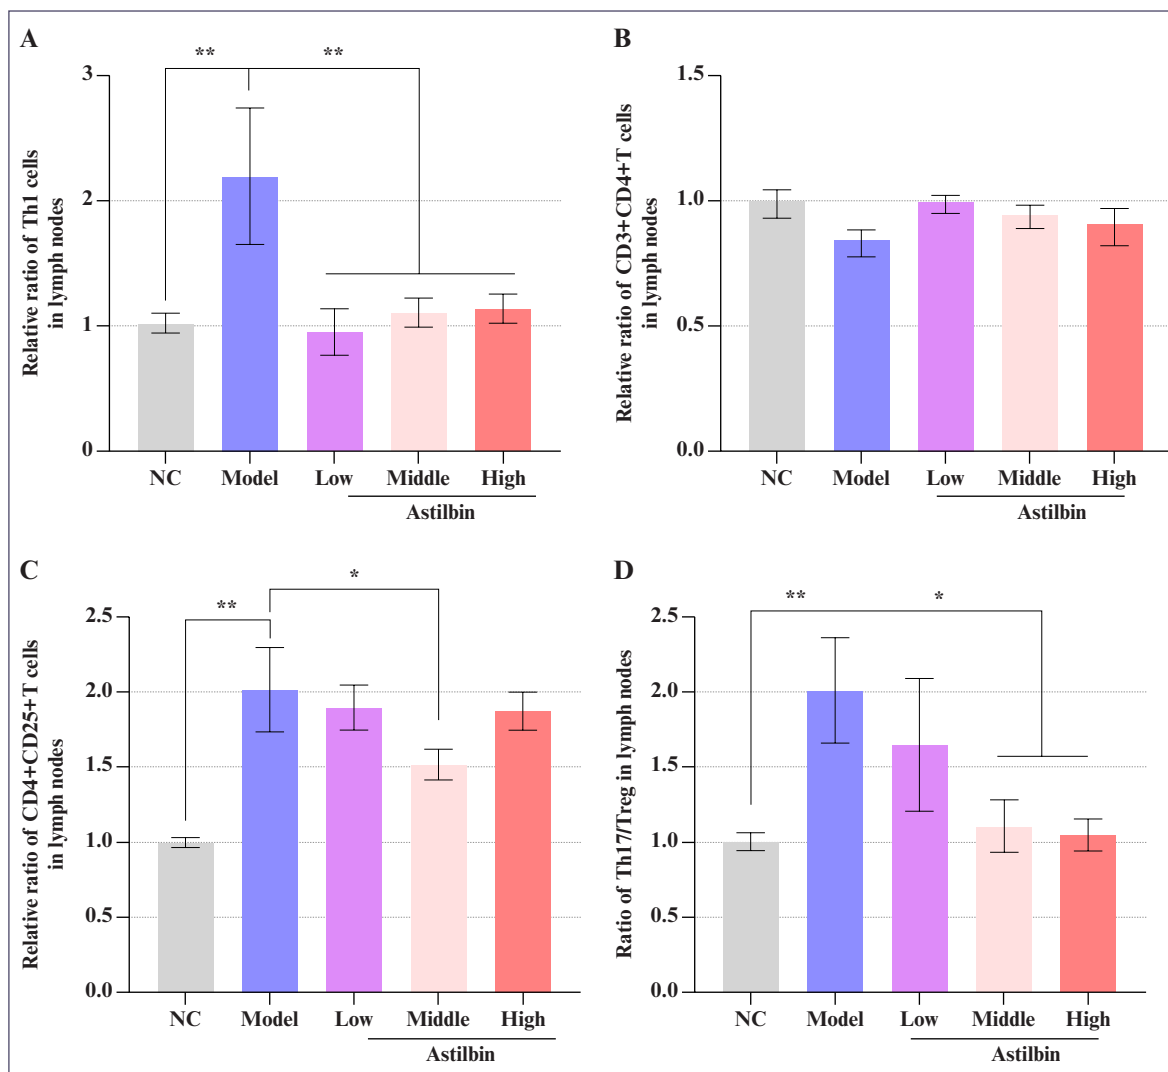 A
Relative ratio of Th1 cells
in lymph nodes
** **
3
2
1
0
NC Model Low Middle High
Astilbin
B
Relative ratio of CD3+CD4+T cells
in lymph nodes
1.5
1.0
0.5
0.0
NC Model Low Middle High
Astilbin
C
Relative ratio of CD4+CD25+T cells
in lymph nodes
** *
2.5
2.0
1.5
1.0
0.5
0.0
NC Model Low Middle High
Astilbin
D
Ratio of Th17/Treg in lymph nodes
** *
2.5
2.0
1.5
1.0
0.5
0.0
NC Model Low Middle High
Astilbin